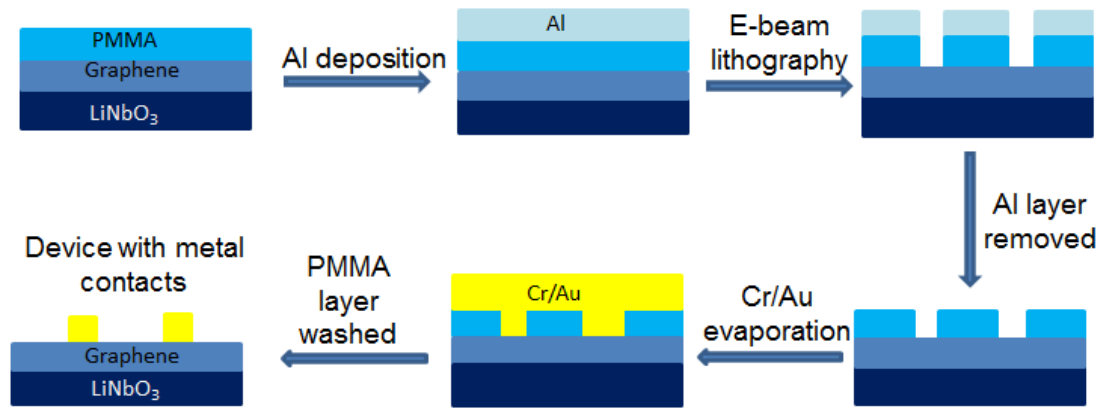 PMMA
Graphene
LiNbO₃
Al deposition
Al
E-beam
lithography
Al layer
removed
Cr/Au
evaporation
Cr/Au
PMMA
layer
washed
Device with metal
contacts
Graphene
LiNbO₃